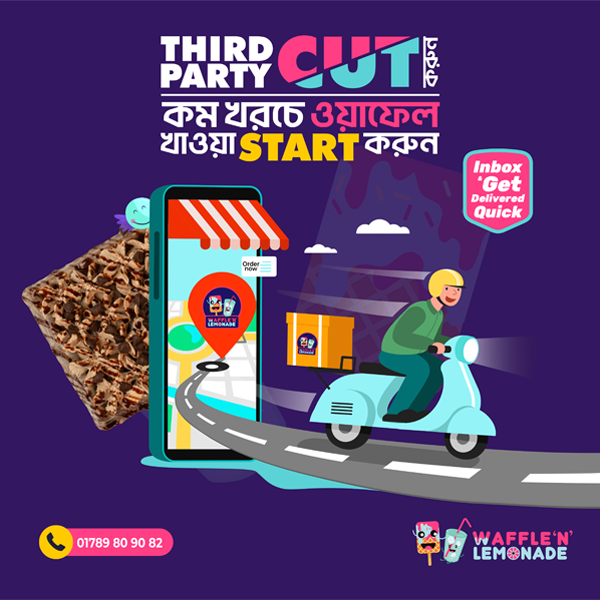 THIRD PARTY CUT করুন
কম খরচে ওয়াফেল
খাওয়া START করুন
Inbox
& Get
Delivered
Quick
Order
now
WAFFLE'N'
LEMONADE
01789 80 90 82
WAFFLE'N'
LEMONADE